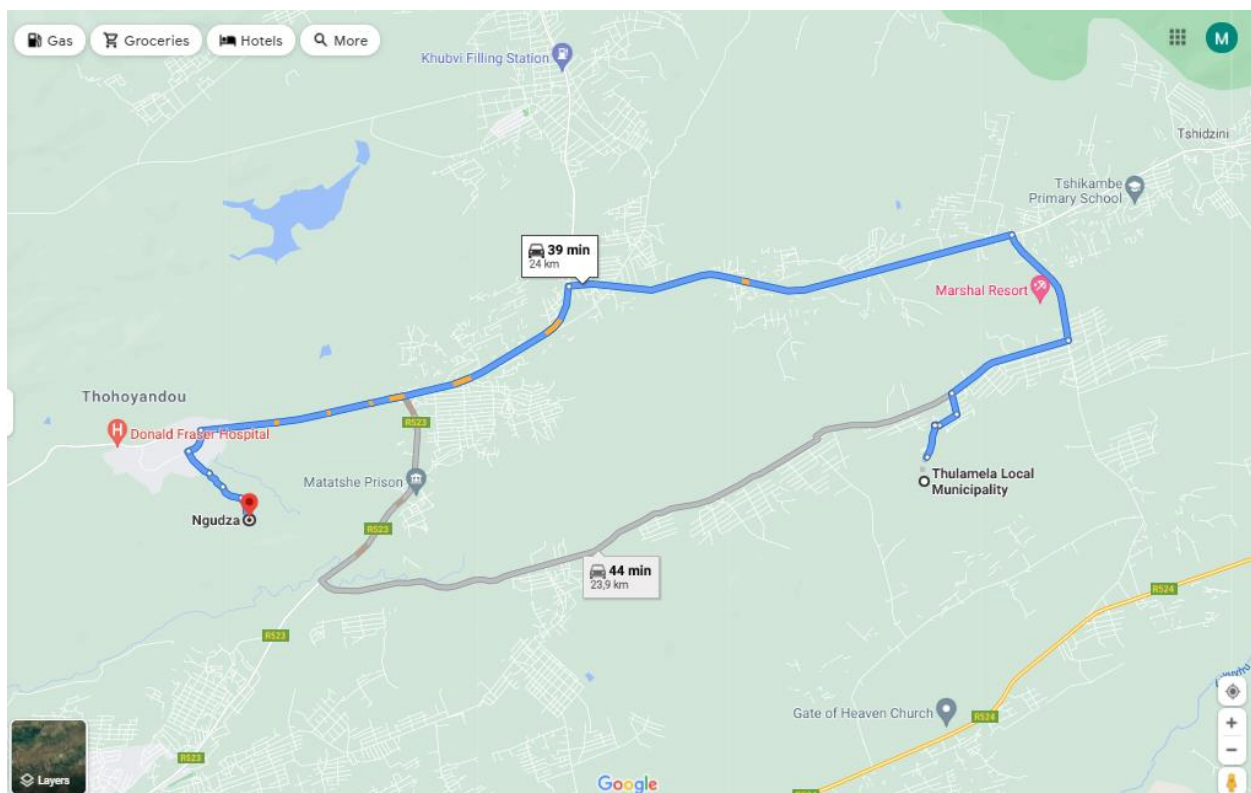 Gas
Groceries
Hotels
More
M
Khubvi Filling Station
Tshidzini
Tshikambe
Primary School
39 min
24 km
Marshal Resort
Thohoyandou
H
Donald Fraser Hospital
R523
Matatshe Prison
Thulamela Local
Municipality
Ngudza
R523
44 min
23,9 km
R524
R523
Gate of Heaven Church
R524
R523
Layers
Google